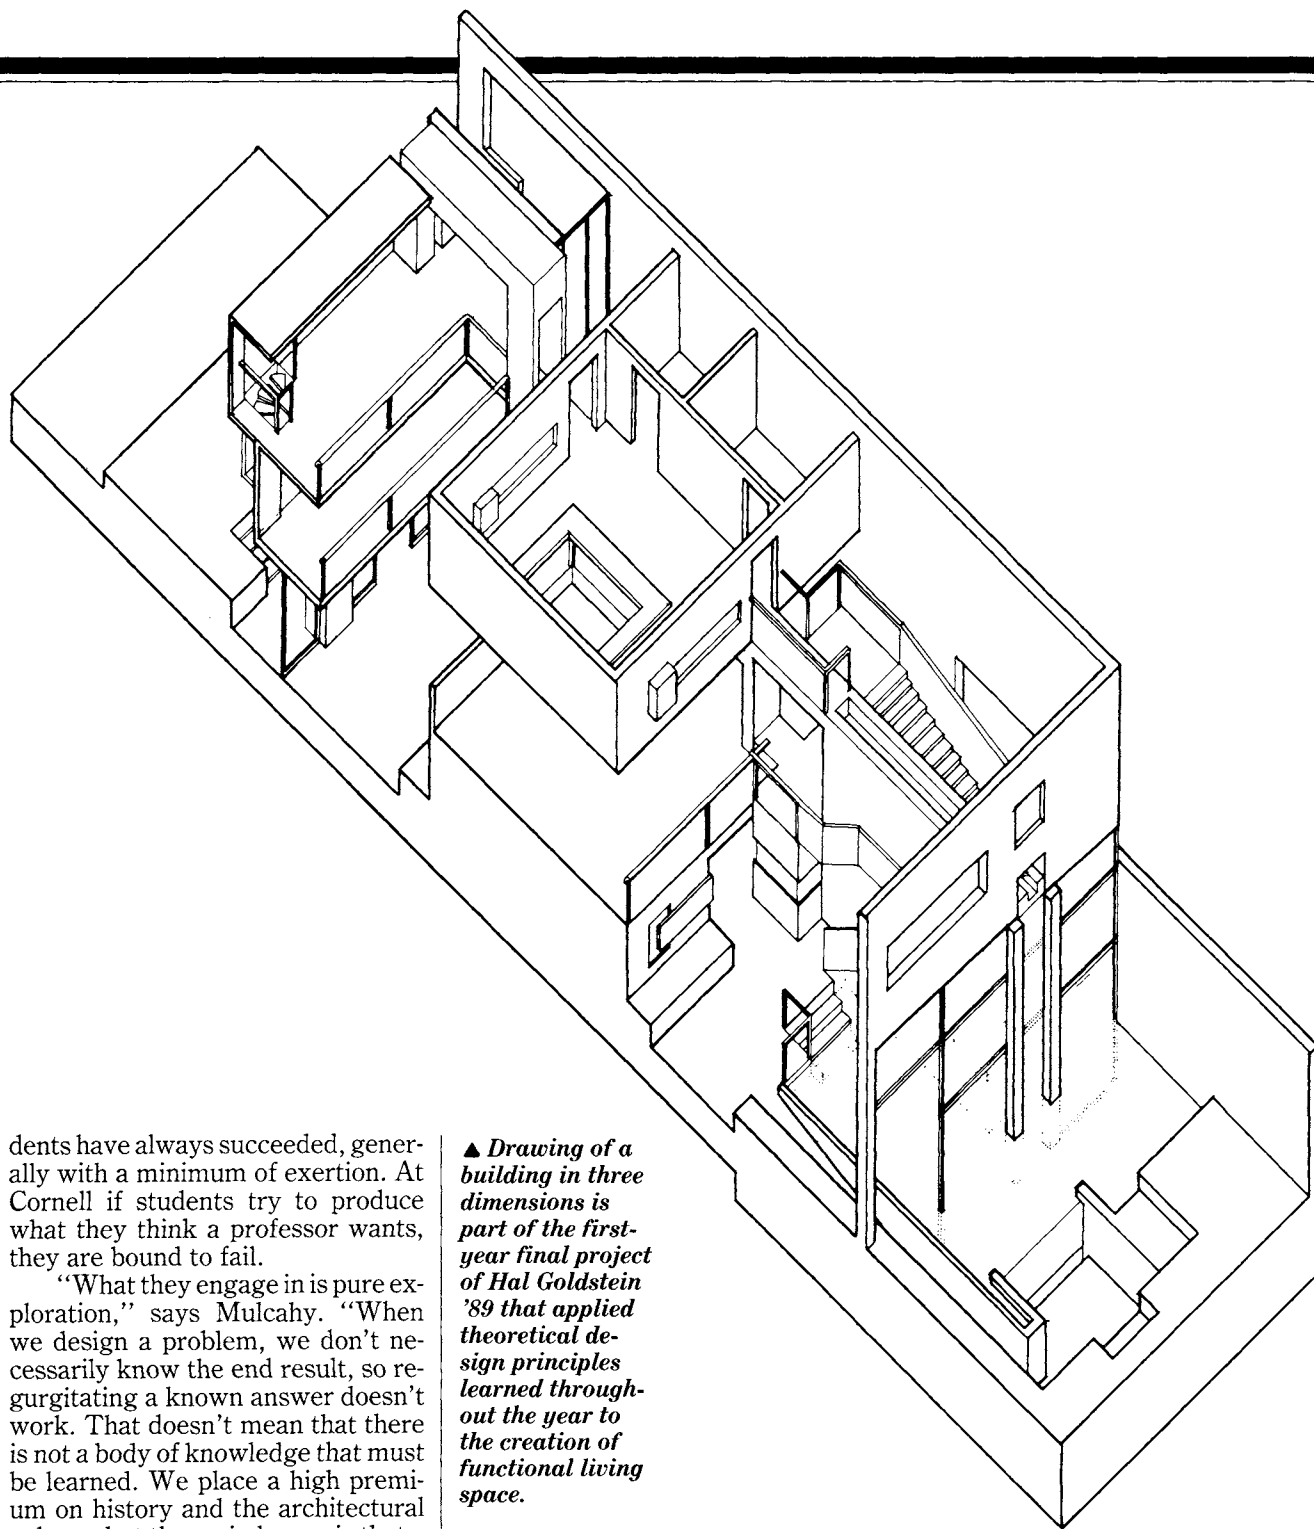 dents have always succeeded, gener-
ally with a minimum of exertion. At
Cornell if students try to produce
what they think a professor wants,
they are bound to fail.
“What they engage in is pure ex-
ploration,” says Mulcahy. “When
we design a problem, we don’t ne-
cessarily know the end result, so re-
gurgitating a known answer doesn’t
work. That doesn’t mean that there
is not a body of knowledge that must
be learned. We place a high premi-
um on history and the architectural
▲ Drawing of a
building in three
dimensions is
part of the first-
year final project
of Hal Goldstein
’89 that applied
theoretical de-
sign principles
learned through-
out the year to
the creation of
functional living
space.